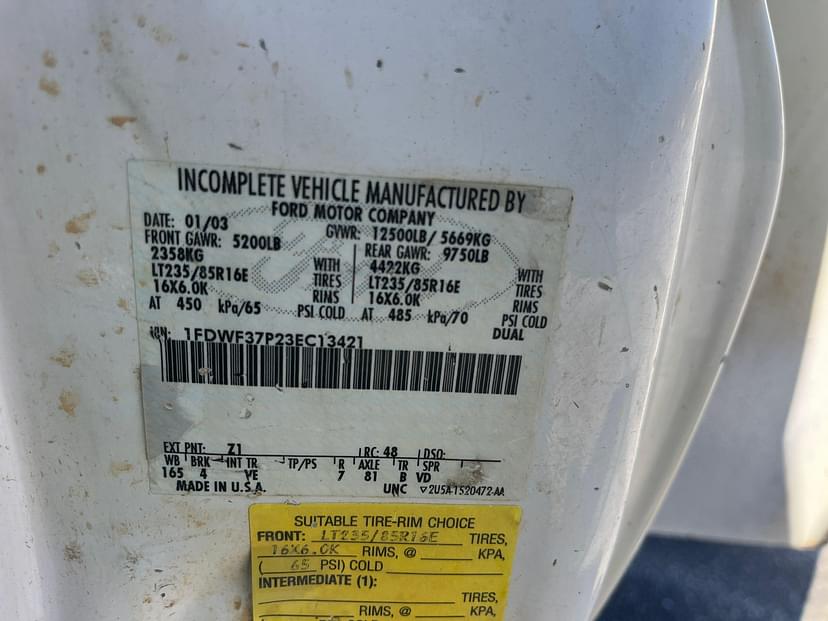 INCOMPLETE VEHICLE MANUFACTURED BY
FORD MOTOR COMPANY
DATE: 01/03 GVWR: 12500LB/ 5669KG
FRONT GAWR: 5200LB REAR GAWR: 9750LB
2358KG WITH 4422KG WITH
LT235/85R16E TIRES LT235/85R16E TIRES
16X6.0K RIMS 16X6.0K RIMS
AT 450 kPa/65 PSI COLD AT 485 kPa/70 PSI COLD
DUAL
VIN: 1FDWF37P23EC13421
EXT PNT: Z1 RC: 48 DSO:
WB BRK INT TR TP/PS R AXLE TR SPR
165 4 YE 7 81 B VD
MADE IN U.S.A. UNC ▽2U5A-1520472-AA
SUITABLE TIRE-RIM CHOICE
FRONT: LT235/85R16E TIRES,
16X6.0K RIMS, @ KPA,
( 65 PSI) COLD
INTERMEDIATE (1):
TIRES,
RIMS, @ KPA,